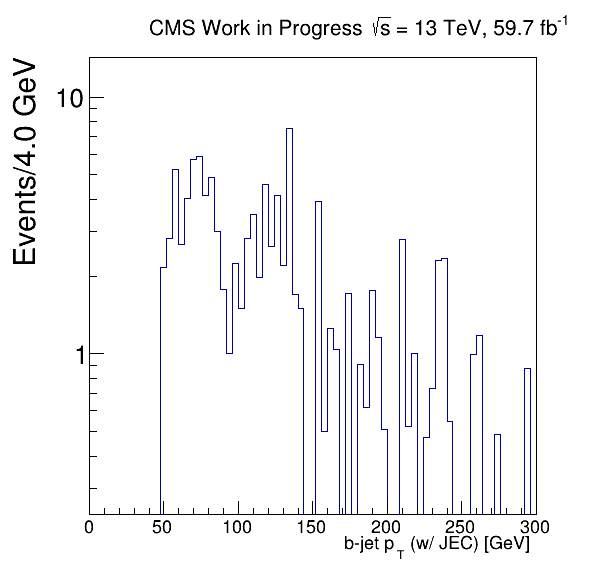 CMS Work in Progress √s = 13 TeV, 59.7 fb⁻¹
Events/4.0 GeV
10
1
0 50 100 150 200 250 300
b-jet p_T (w/ JEC) [GeV]